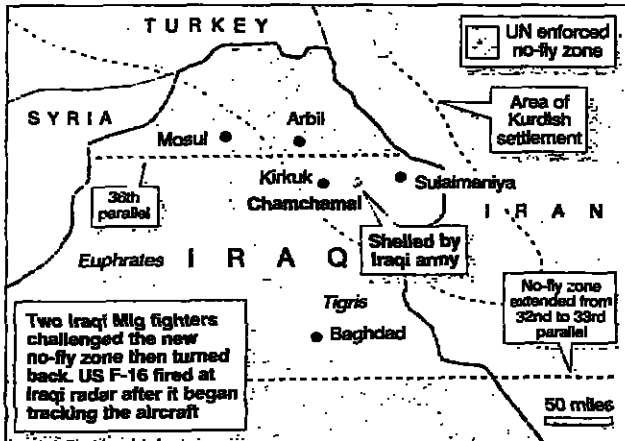 TURKEY
UN enforced
no-fly zone
SYRIA
Area of
Kurdish
settlement
Mosul
Arbil
36th
parallel
Kirkuk
Chamchamal
Sulaimaniya
IRAN
Shelled by
Iraqi army
Euphrates
IRAQ
No-fly zone
extended from
32nd to 33rd
parallel
Tigris
Baghdad
Two Iraqi Mig fighters
challenged the new
no-fly zone then turned
back. US F-16 fired at
Iraqi radar after it began
tracking the aircraft
50 miles